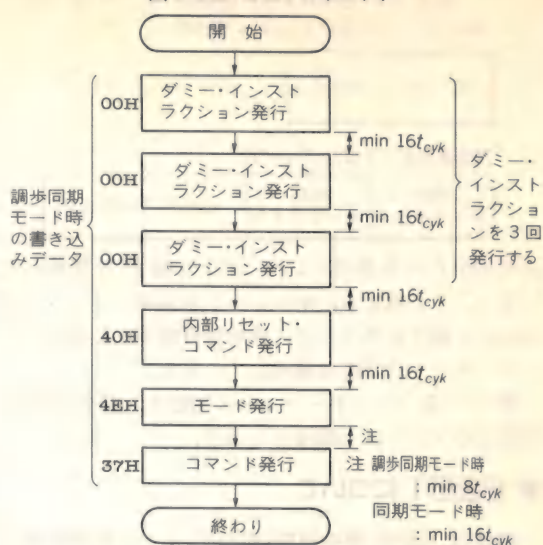 開　始
00H
ダミー・インスト
ラクション発行
min 16tcyk
00H
ダミー・インスト
ラクション発行
min 16tcyk
00H
ダミー・インスト
ラクション発行
min 16tcyk
40H
内部リセット・
コマンド発行
min 16tcyk
4EH
モード発行
注
37H
コマンド発行
終わり
調歩同期
モード時
の書き込
みデータ
ダミー・
インスト
ラクショ
ンを3回
発行する
注 調歩同期モード時
: min 8tcyk
同期モード時
: min 16tcyk